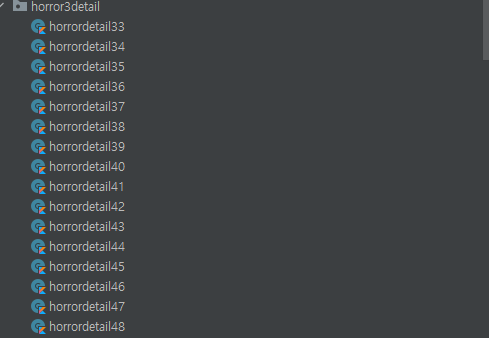 horror3detail
horrordetail33
horrordetail34
horrordetail35
horrordetail36
horrordetail37
horrordetail38
horrordetail39
horrordetail40
horrordetail41
horrordetail42
horrordetail43
horrordetail44
horrordetail45
horrordetail46
horrordetail47
horrordetail48